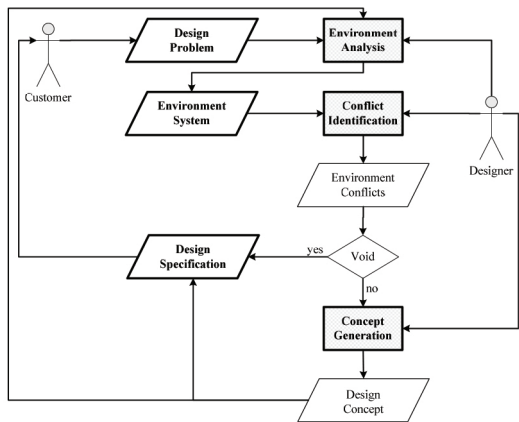 Design
Problem
Environment
Analysis
Customer
Environment
System
Conflict
Identification
Designer
Environment
Conflicts
Design
Specification
yes
Void
no
Concept
Generation
Design
Concept